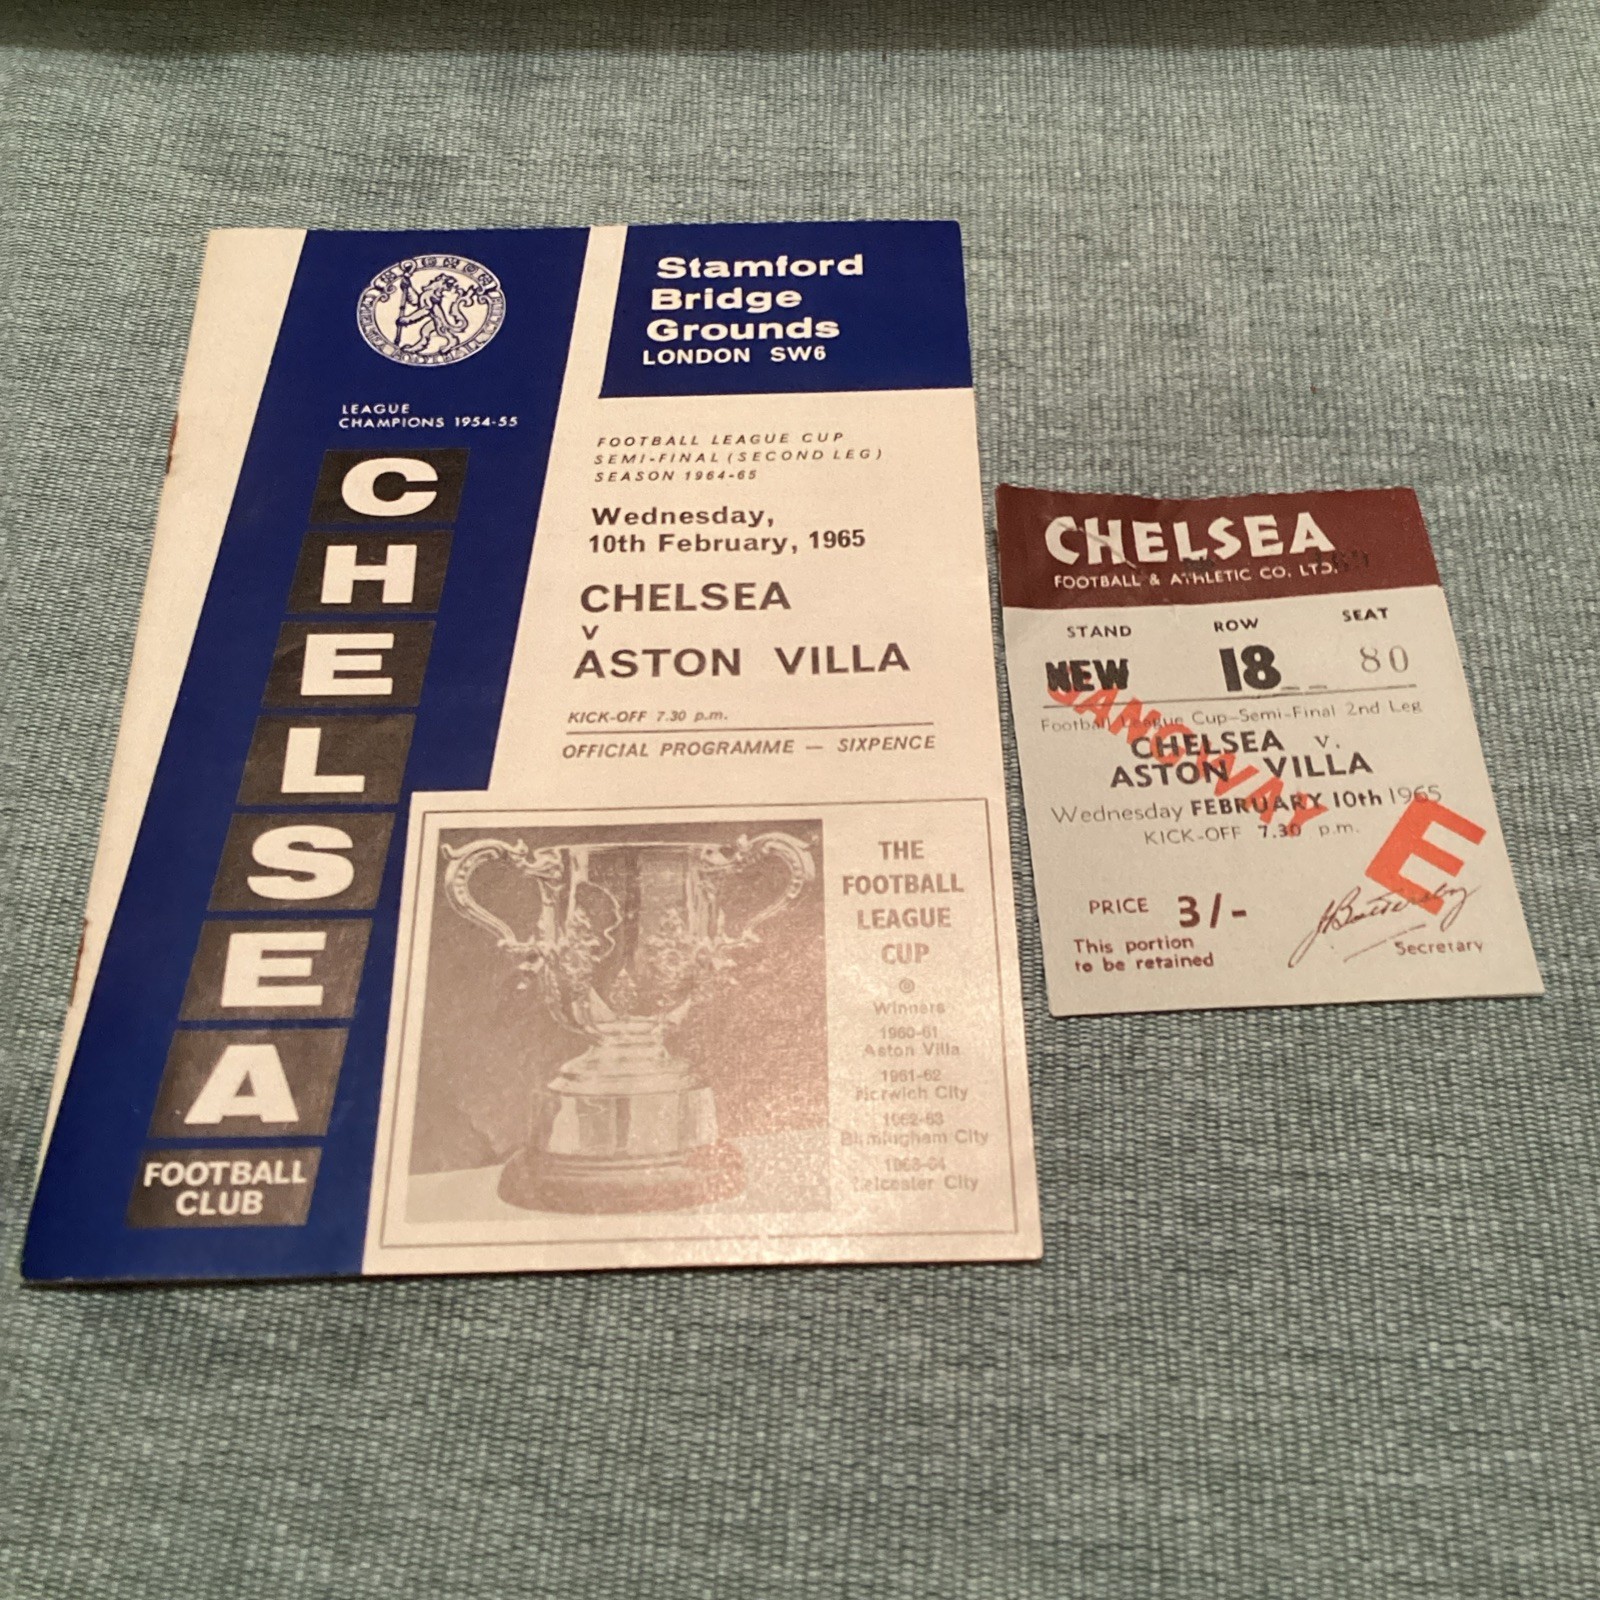 LEAGUE
CHAMPIONS 1954-55
CHELSEA
FOOTBALL
CLUB
Stamford
Bridge
Grounds
LONDON SW6
FOOTBALL LEAGUE CUP
SEMI-FINAL (SECOND LEG)
SEASON 1964-65
Wednesday,
10th February, 1965
CHELSEA
v
ASTON VILLA
KICK-OFF 7.30 p.m.
OFFICIAL PROGRAMME — SIXPENCE
THE
FOOTBALL
LEAGUE
CUP
Winners
1960-61
Aston Villa
1961-62
Norwich City
1962-63
Birmingham City
1963-64
Leicester City
CHELSEA
FOOTBALL & ATHLETIC CO. LTD.
STAND ROW SEAT
NEW 18 80
GANGWAY
Football League Cup—Semi-Final 2nd Leg
CHELSEA v.
ASTON VILLA
Wednesday FEBRUARY 10th 1965
KICK-OFF 7.30 p.m.
E
PRICE 3/-
This portion
to be retained
Secretary